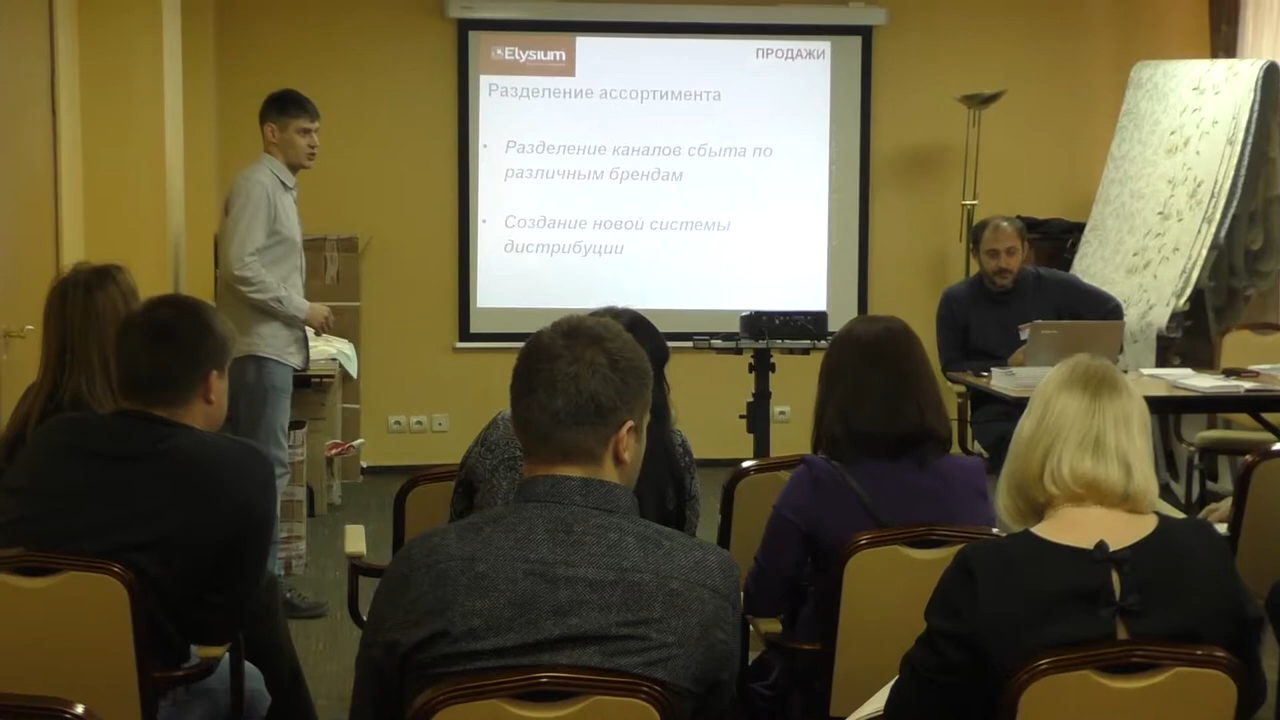 Elysium
ПРОДАЖИ
Разделение ассортимента
• Разделение каналов сбыта по
различным брендам
• Создание новой системы
дистрибуции